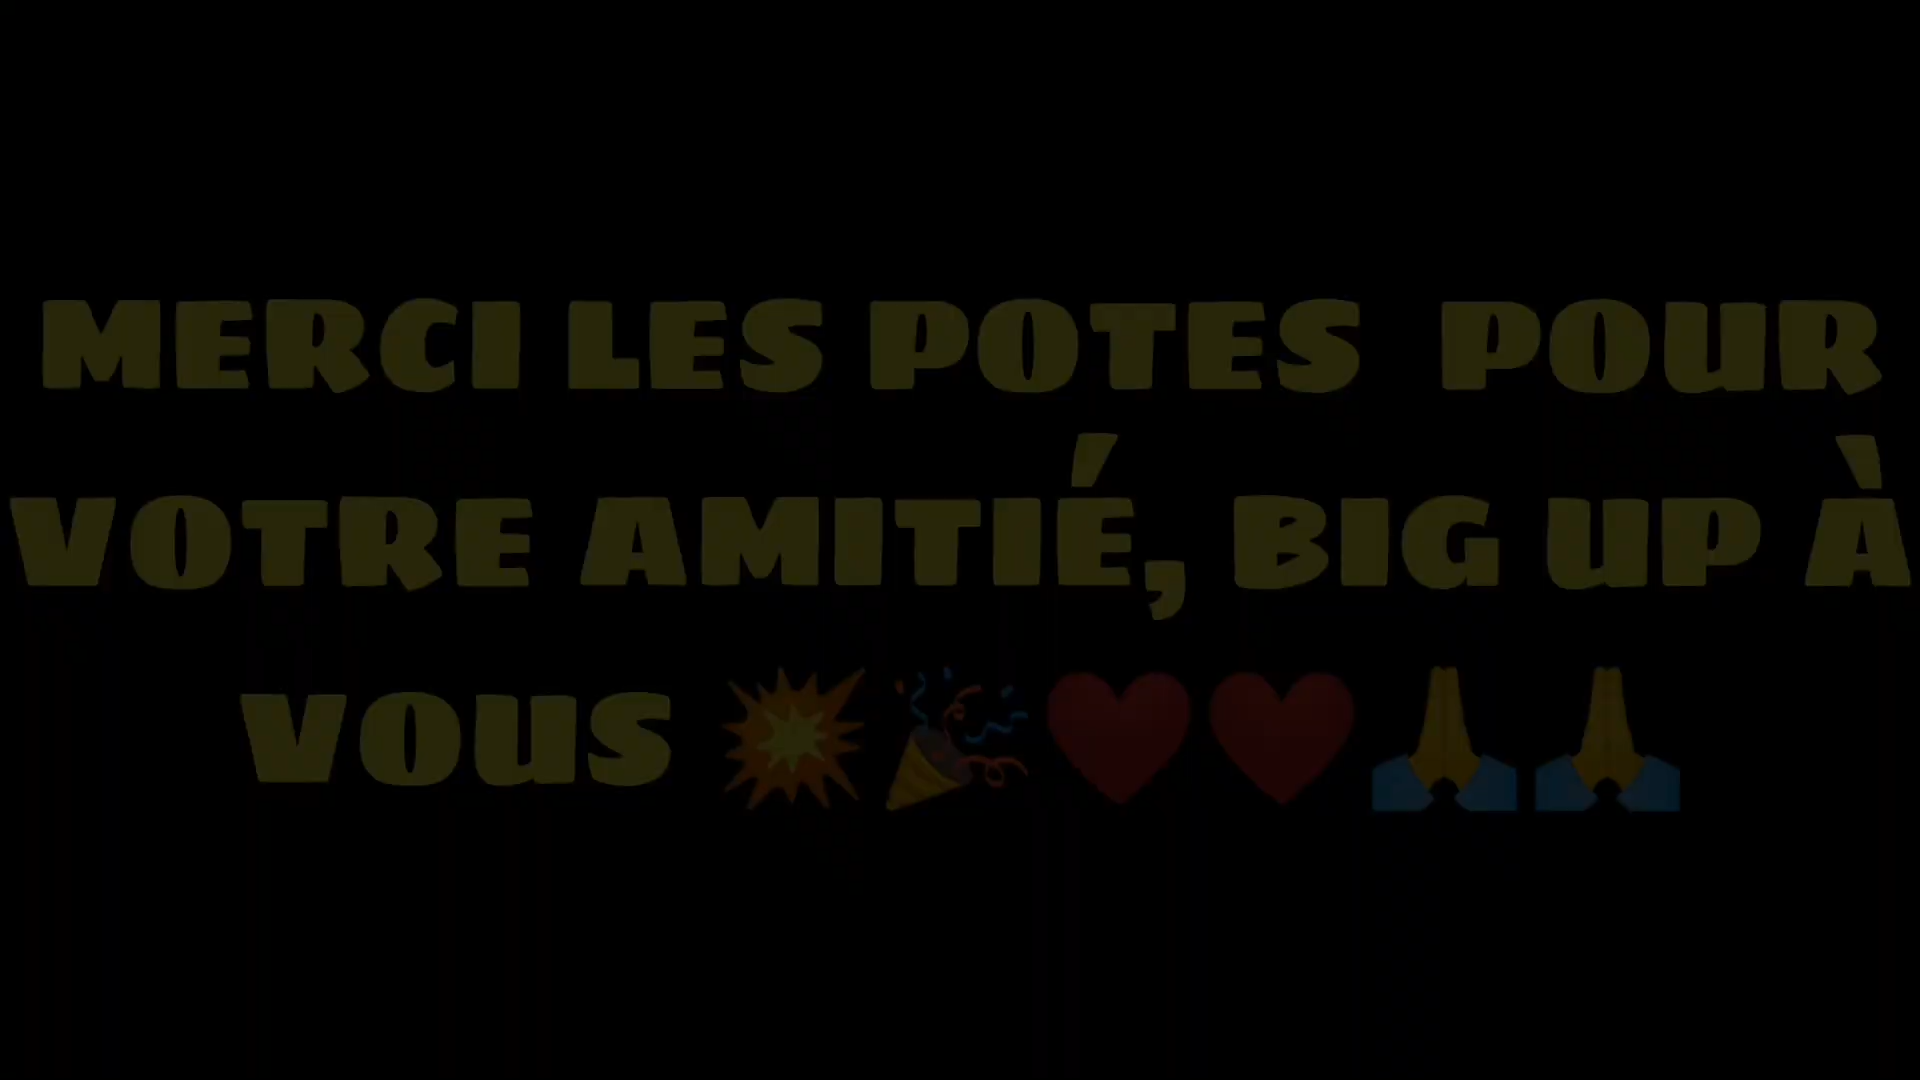 MERCI LES POTES  POUR
VOTRE AMITIÉ, BIG UP À
VOUS 💥🎉❤️❤️🙏🙏